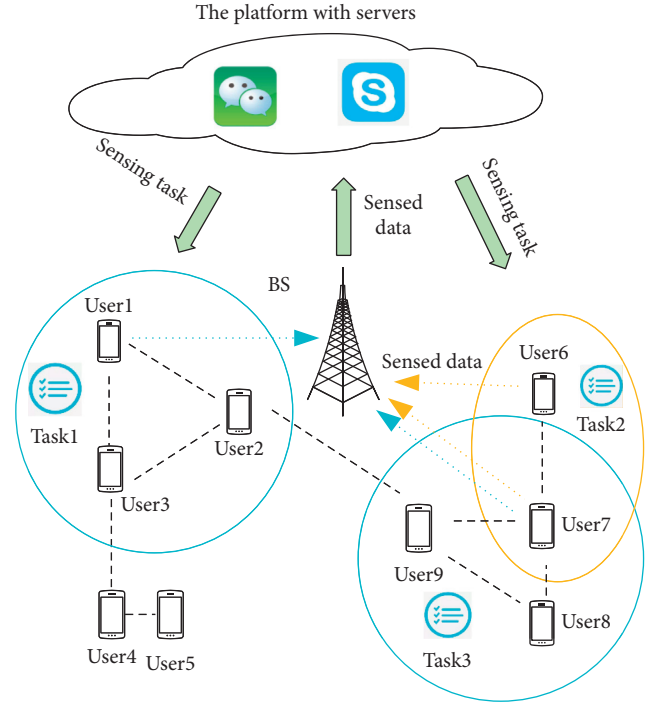 The platform with servers
S
Sensing task
Sensed
data
Sensing task
BS
User1
Sensed data
User6
Task1
User2
Task2
User3
User7
User9
User8
User4
User5
Task3